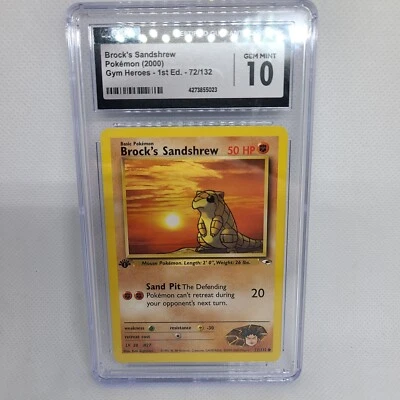 Brock's Sandshrew
Pokémon (2000)
Gym Heroes - 1st Ed. - 72/132
GEM MINT
10
4273855023
Basic Pokémon
Brock's Sandshrew 50 HP
Mouse Pokémon. Length: 2' 0", Weight: 26 lbs.
Sand Pit The Defending
Pokémon can't retreat during
your opponent's next turn.
20
weakness
resistance
-30
retreat cost